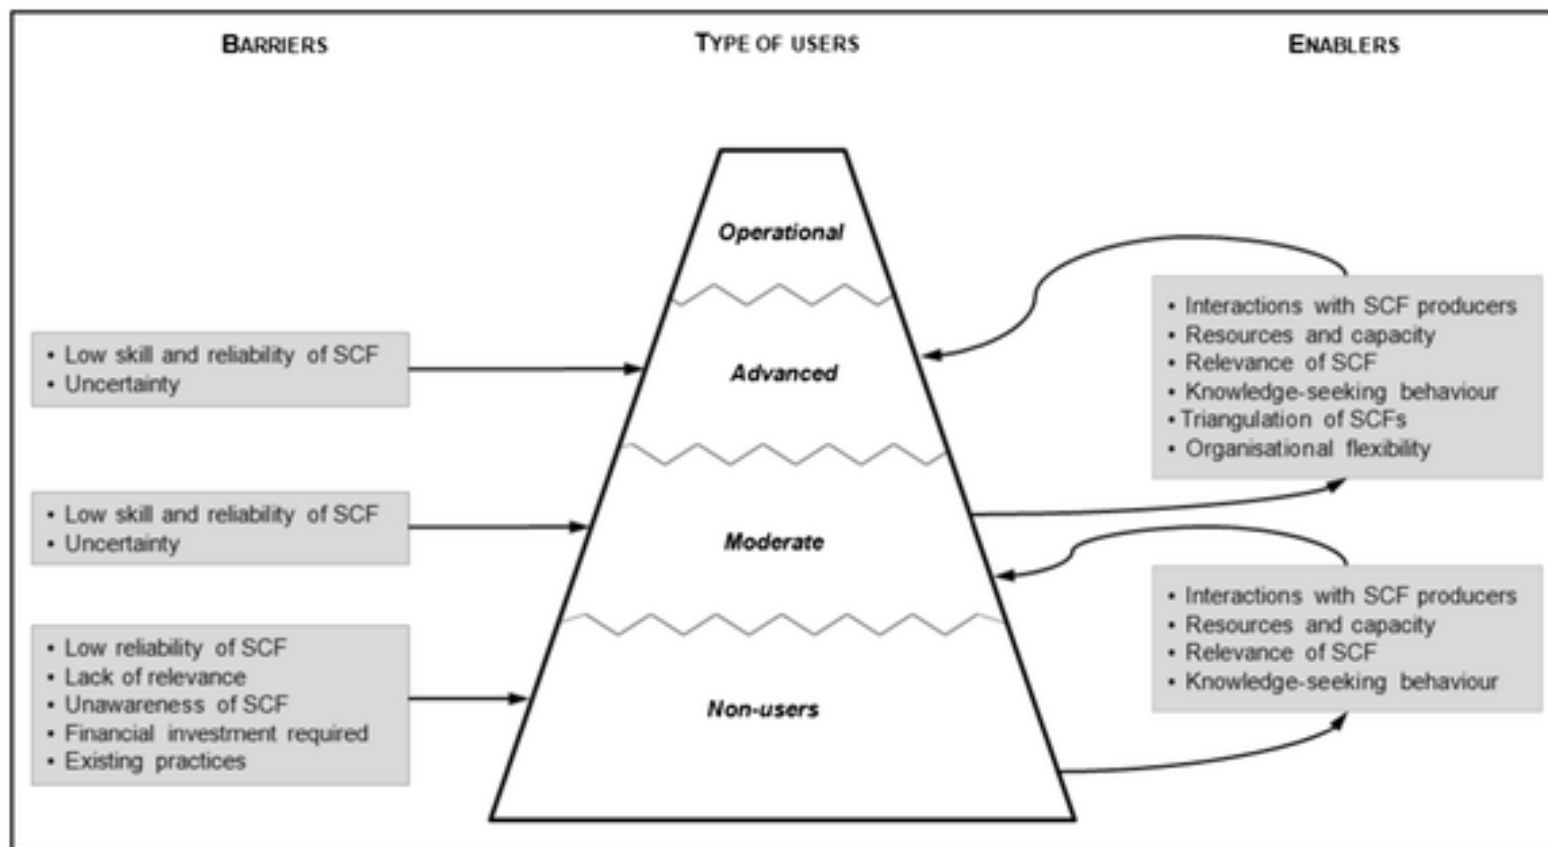 BARRIERS
TYPE OF USERS
ENABLERS
Operational
Advanced
Moderate
Non-users
• Low skill and reliability of SCF
• Uncertainty
• Low skill and reliability of SCF
• Uncertainty
• Low reliability of SCF
• Lack of relevance
• Unawareness of SCF
• Financial investment required
• Existing practices
• Interactions with SCF producers
• Resources and capacity
• Relevance of SCF
• Knowledge-seeking behaviour
• Triangulation of SCFs
• Organisational flexibility
• Interactions with SCF producers
• Resources and capacity
• Relevance of SCF
• Knowledge-seeking behaviour